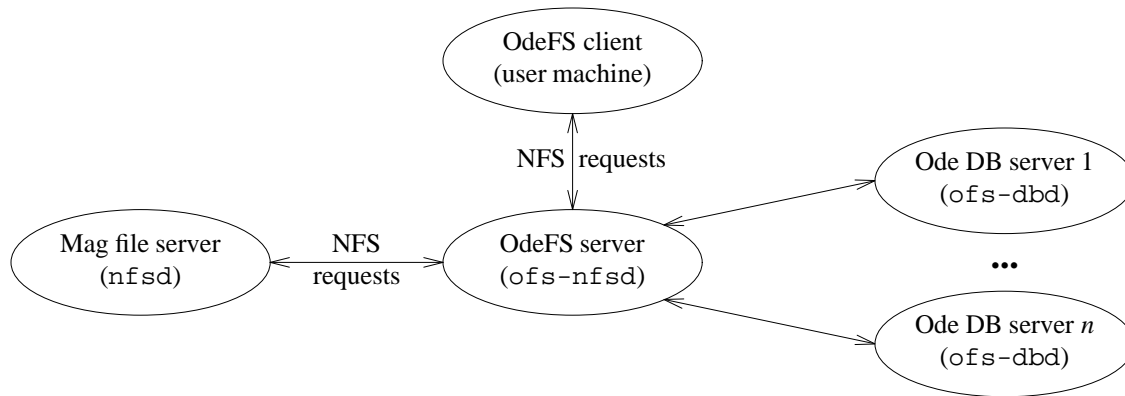 OdeFS client
(user machine)
NFS requests
Ode DB server 1
(ofs-dbd)
Mag file server
(nfsd)
NFS
requests
OdeFS server
(ofs-nfsd)
...
Ode DB server n
(ofs-dbd)